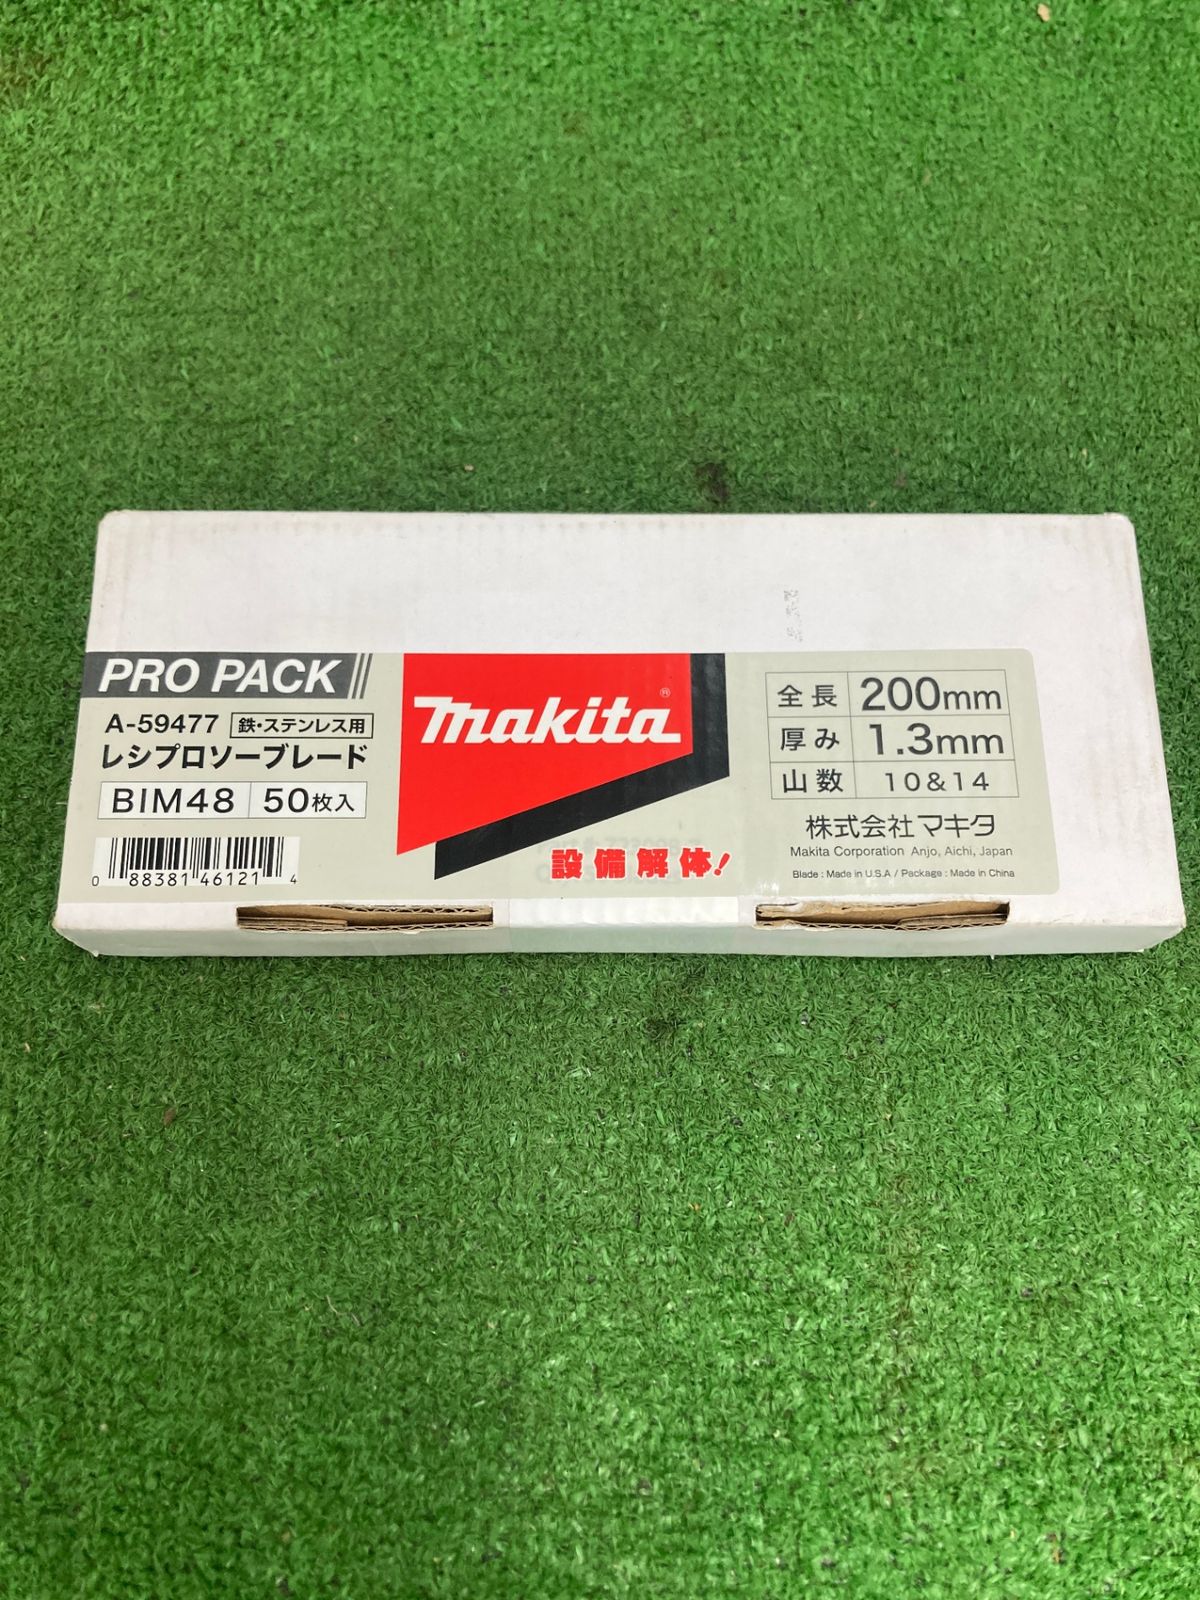 PRO PACK
A-59477 鉄・ステンレス用
レシプロソーブレード
BIM48 50枚入
0 88381 46121 4
makita®
設備解体!
全長 200mm
厚み 1.3mm
山数 10&14
株式会社マキタ
Makita Corporation Anjo, Aichi, Japan
Blade : Made in U.S.A / Package : Made in China